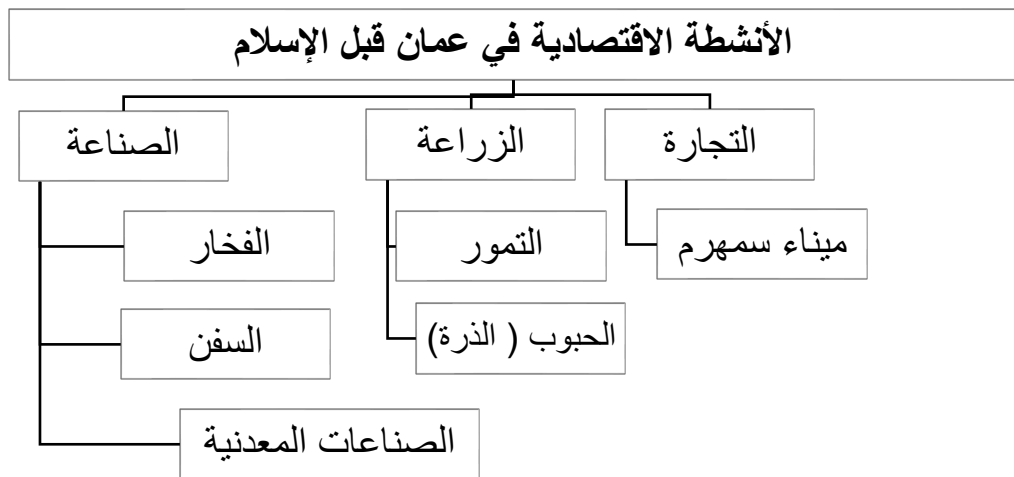 الأنشطة الاقتصادية في عمان قبل الإسلام
التجارة
ميناء سمهرم
الزراعة
التمور
الحبوب ( الذرة)
الصناعة
الفخار
السفن
الصناعات المعدنية